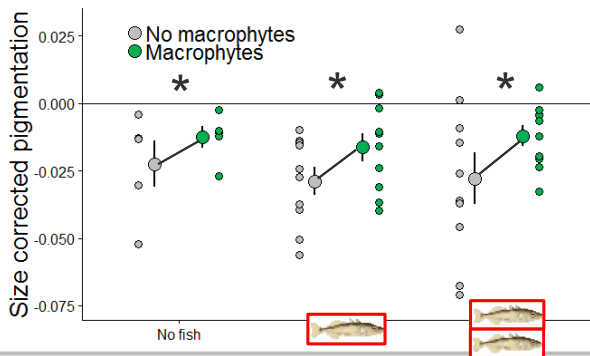 Size corrected pigmentation
0.025
0.000
-0.025
-0.050
-0.075
No macrophytes
Macrophytes
*
*
*
No fish